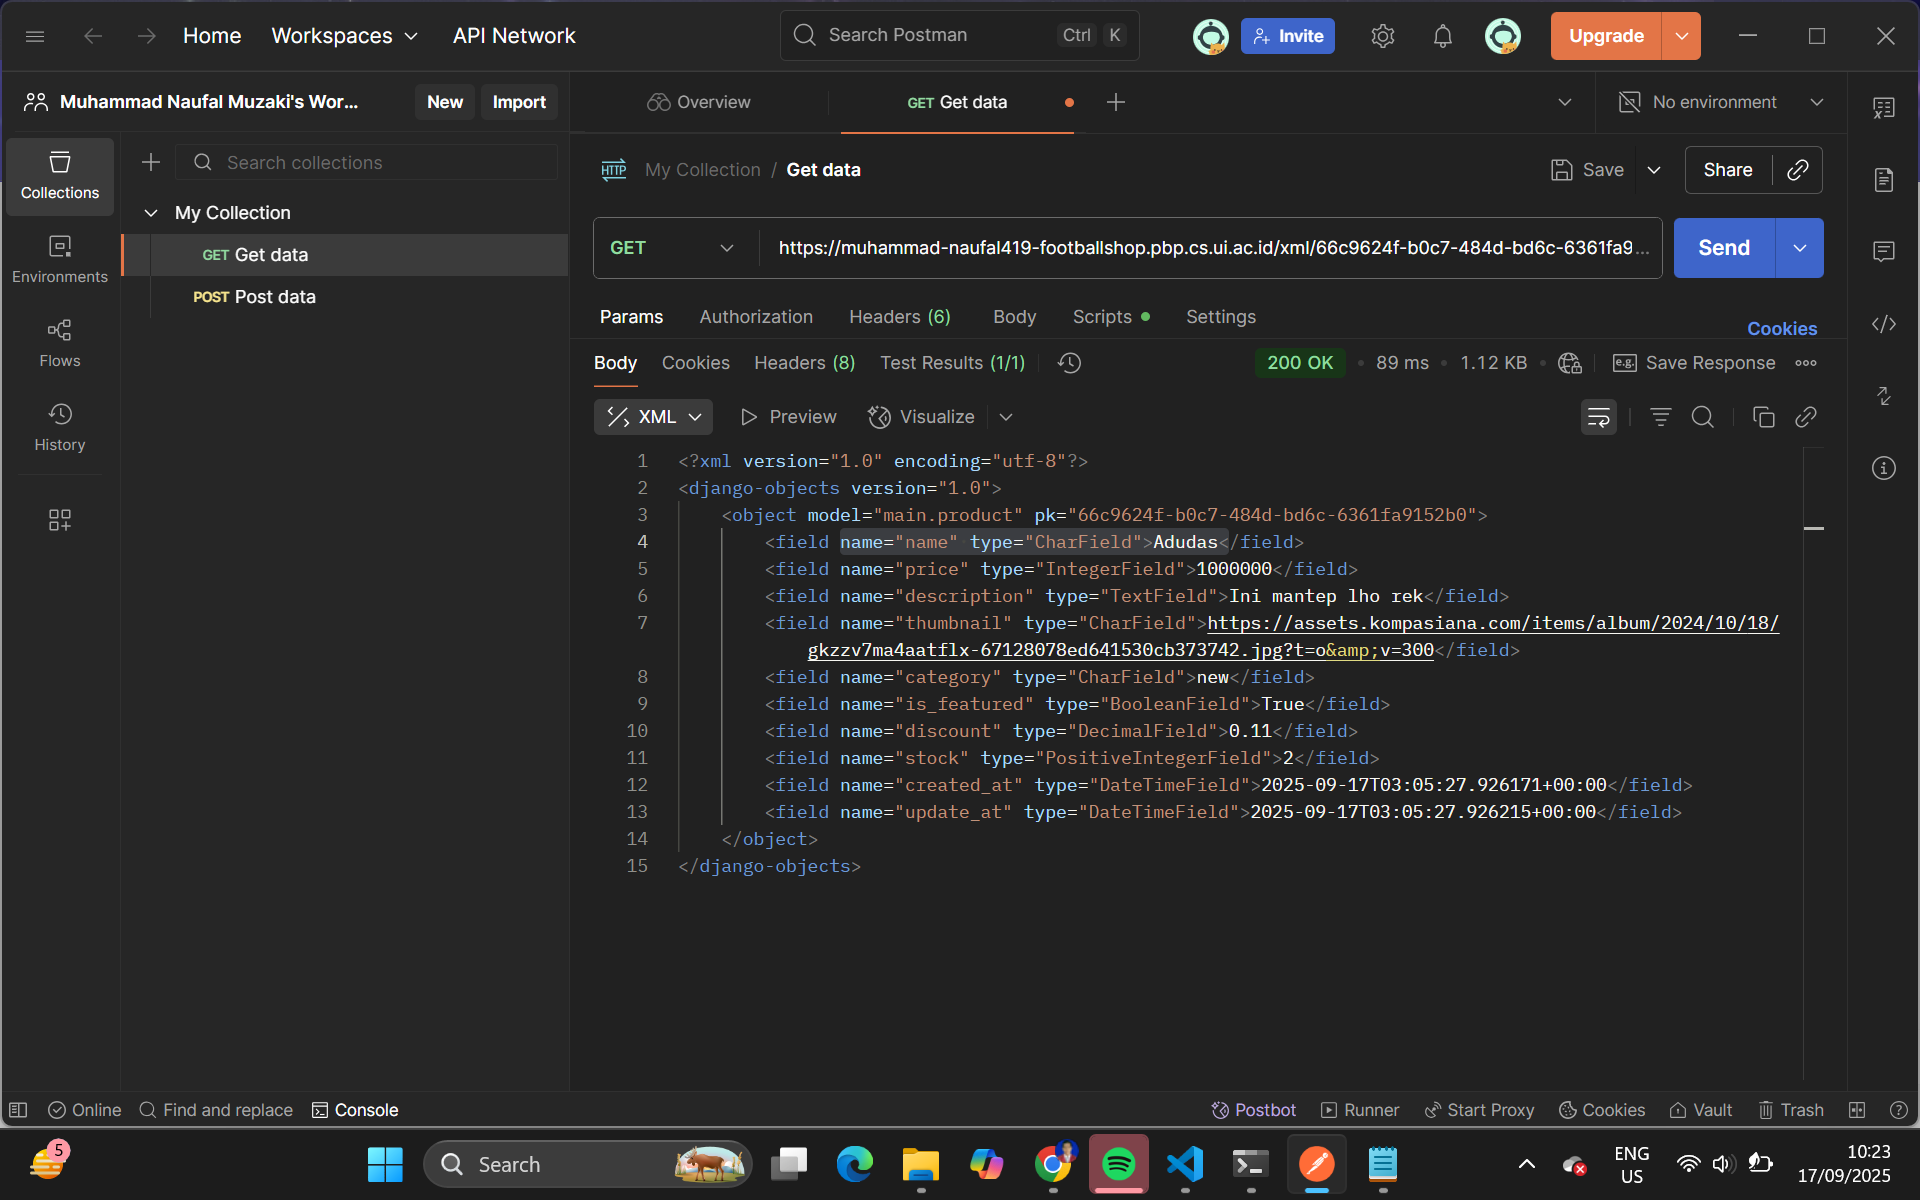 Home Workspaces API Network Search Postman Ctrl K Invite Upgrade
Muhammad Naufal Muzaki's Wor... New Import Overview GET Get data No environment
Collections
Environments
Flows
History
Search collections
My Collection
GET Get data
POST Post data
HTTP My Collection / Get data Save Share
GET https://muhammad-naufal419-footballshop.pbp.cs.ui.ac.id/xml/66c9624f-b0c7-484d-bd6c-6361fa9... Send
Params Authorization Headers (6) Body Scripts Settings Cookies
Body Cookies Headers (8) Test Results (1/1) 200 OK • 89 ms • 1.12 KB • e.g. Save Response
XML Preview Visualize
1 <?xml version="1.0" encoding="utf-8"?>
2 <django-objects version="1.0">
3 <object model="main.product" pk="66c9624f-b0c7-484d-bd6c-6361fa9152b0">
4 <field name="name" type="CharField">Adudas</field>
5 <field name="price" type="IntegerField">1000000</field>
6 <field name="description" type="TextField">Ini mantep lho rek</field>
7 <field name="thumbnail" type="CharField">https://assets.kompasiana.com/items/album/2024/10/18/
gkzzv7ma4aatflx-67128078ed641530cb373742.jpg?t=o&amp;v=300</field>
8 <field name="category" type="CharField">new</field>
9 <field name="is_featured" type="BooleanField">True</field>
10 <field name="discount" type="DecimalField">0.11</field>
11 <field name="stock" type="PositiveIntegerField">2</field>
12 <field name="created_at" type="DateTimeField">2025-09-17T03:05:27.926171+00:00</field>
13 <field name="update_at" type="DateTimeField">2025-09-17T03:05:27.926215+00:00</field>
14 </object>
15 </django-objects>
Online Find and replace Console Postbot Runner Start Proxy Cookies Vault Trash
5 Search ENG 10:23
US 17/09/2025